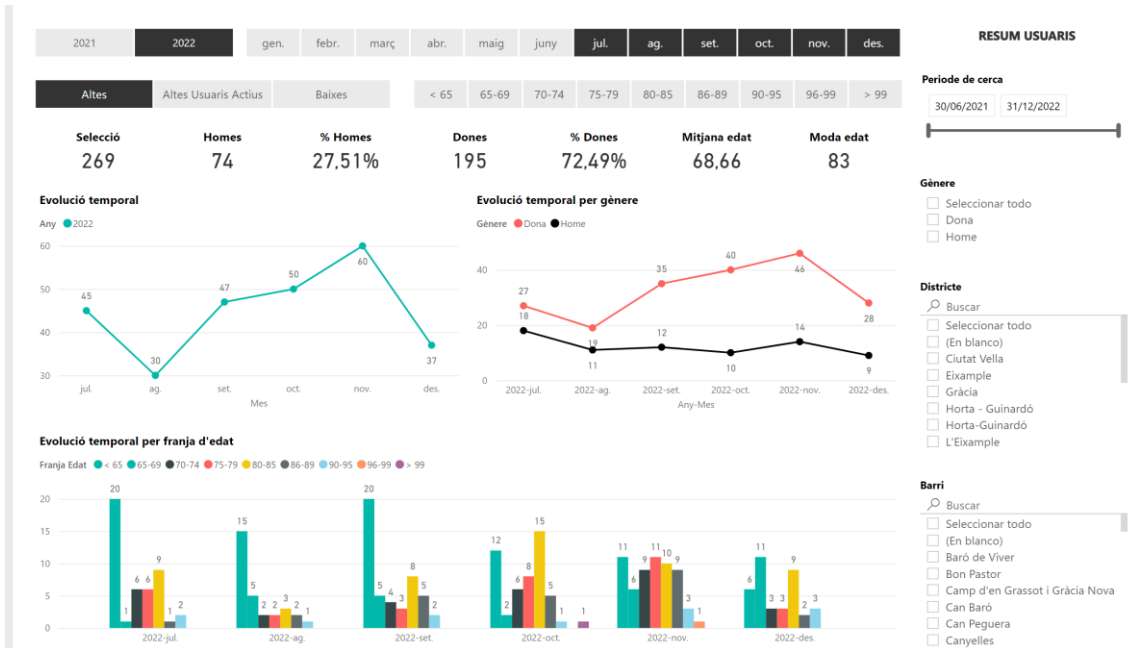 2021 2022 gen. febr. març abr. maig juny jul. ag. set. oct. nov. des.
RESUM USUARIS
Altes Altes Usuaris Actius Baixes < 65 65-69 70-74 75-79 80-85 86-89 90-95 96-99 > 99
Periode de cerca
30/06/2021 31/12/2022
Selecció Homes % Homes Dones % Dones Mitjana edat Moda edat
269 74 27,51% 195 72,49% 68,66 83
Evolució temporal
Any 2022
60
50
40
30
45
30
47
50
60
37
jul. ag. set. oct. nov. des.
Mes
Evolució temporal per gènere
Gènere Dona Home
40
20
0
27
19
35
40
46
28
18
11
12
10
14
9
2022-jul. 2022-ag. 2022-set. 2022-oct. 2022-nov. 2022-des.
Any-Mes
Evolució temporal per franja d'edat
Franja Edat < 65 65-69 70-74 75-79 80-85 86-89 90-95 96-99 > 99
20
15
10
5
0
20 1 6 6 9 1 2
15 5 2 2 3 2 1
20 5 4 3 8 5 2
12 2 6 8 15 5 1 1
11 6 9 11 10 9 3 1
6 11 3 3 9 2 3
2022-jul. 2022-ag. 2022-set. 2022-oct. 2022-nov. 2022-des.
Gènere
Seleccionar todo
Dona
Home
Districte
Buscar
Seleccionar todo
(En blanco)
Ciutat Vella
Eixample
Gràcia
Horta - Guinardó
Horta-Guinardó
L'Eixample
Barri
Buscar
Seleccionar todo
(En blanco)
Baró de Viver
Bon Pastor
Camp d'en Grassot i Gràcia Nova
Can Baró
Can Peguera
Canyelles